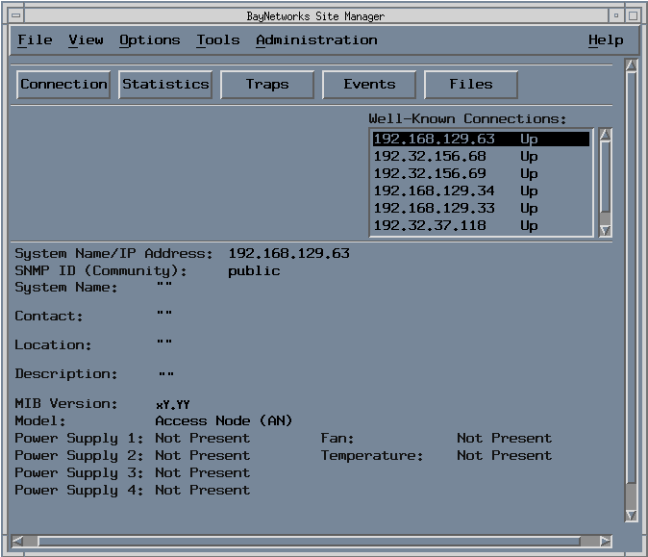 BayNetworks Site Manager
File View Options Tools Administration Help
Connection Statistics Traps Events Files
Well-Known Connections:
192.168.129.63 Up
192.32.156.68 Up
192.32.156.69 Up
192.168.129.34 Up
192.168.129.33 Up
192.32.37.118 Up
System Name/IP Address: 192.168.129.63
SNMP ID (Community): public
System Name: ""
Contact: ""
Location: ""
Description: ""
MIB Version: xY.YY
Model: Access Node (AN)
Power Supply 1: Not Present Fan: Not Present
Power Supply 2: Not Present Temperature: Not Present
Power Supply 3: Not Present
Power Supply 4: Not Present